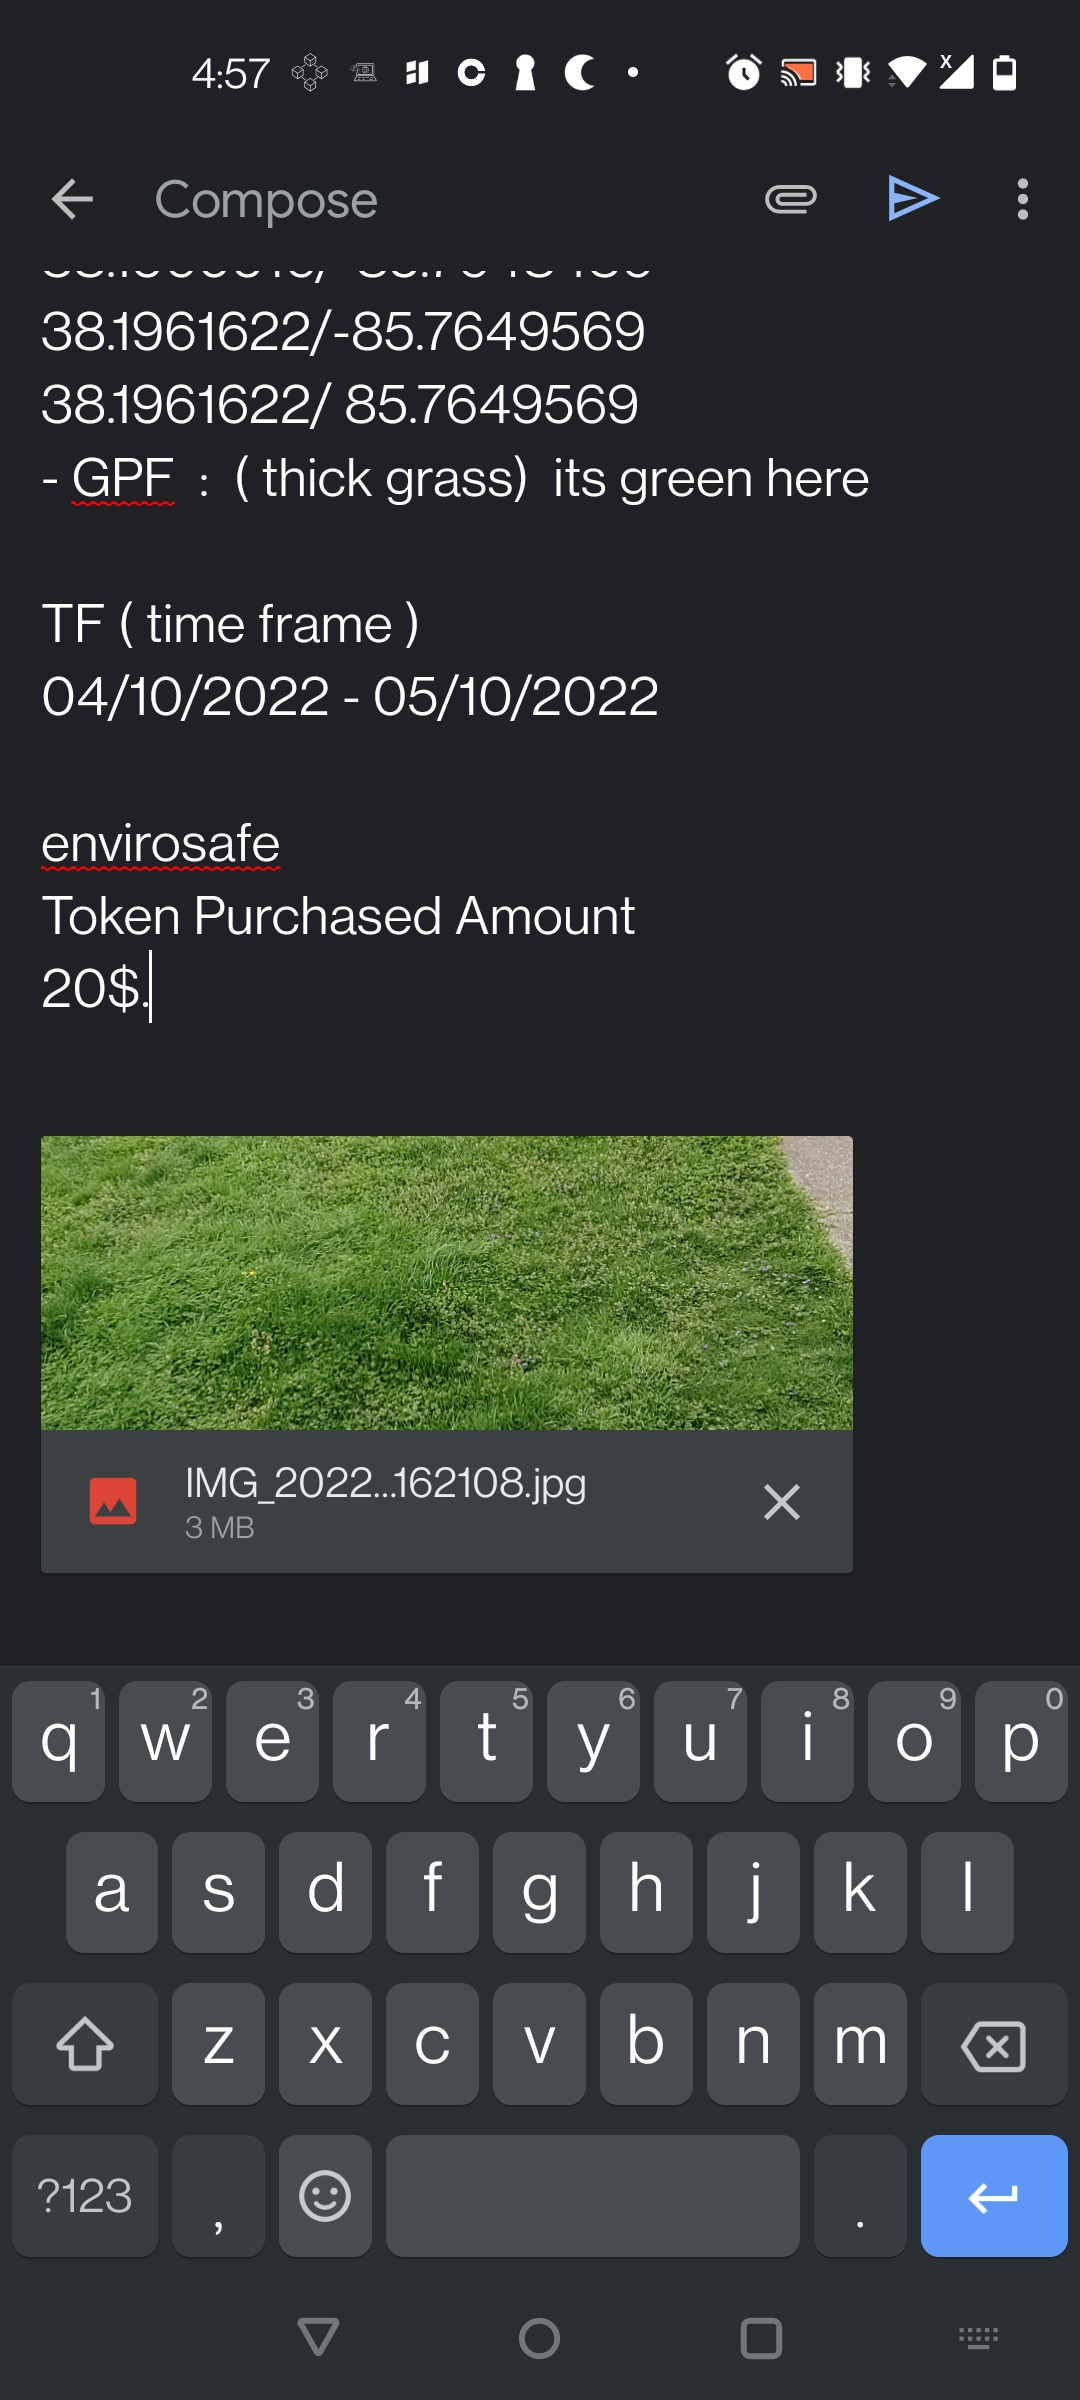 4:57
Compose
38.1961622/-85.7649569
38.1961622/ 85.7649569
- GPF : ( thick grass) its green here
TF ( time frame )
04/10/2022 - 05/10/2022
envirosafe
Token Purchased Amount
20$.
IMG_2022...162108.jpg
3 MB
1 2 3 4 5 6 7 8 9 0
q w e r t y u i o p
a s d f g h j k l
z x c v b n m
?123 , .